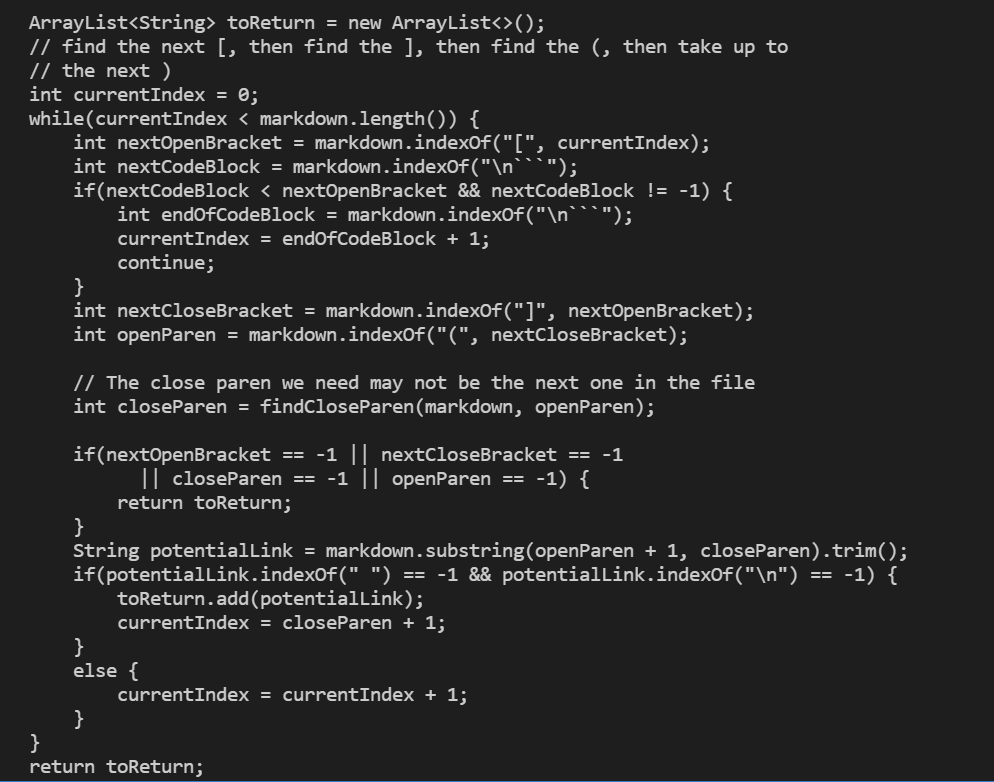 ArrayList<String> toReturn = new ArrayList<>();
// find the next [, then find the ], then find the (, then take up to
// the next )
int currentIndex = 0;
while(currentIndex < markdown.length()) {
    int nextOpenBracket = markdown.indexOf("[", currentIndex);
    int nextCodeBlock = markdown.indexOf("\n```");
    if(nextCodeBlock < nextOpenBracket && nextCodeBlock != -1) {
        int endOfCodeBlock = markdown.indexOf("\n```");
        currentIndex = endOfCodeBlock + 1;
        continue;
    }
    int nextCloseBracket = markdown.indexOf("]", nextOpenBracket);
    int openParen = markdown.indexOf("(", nextCloseBracket);

    // The close paren we need may not be the next one in the file
    int closeParen = findCloseParen(markdown, openParen);

    if(nextOpenBracket == -1 || nextCloseBracket == -1
          || closeParen == -1 || openParen == -1) {
        return toReturn;
    }
    String potentialLink = markdown.substring(openParen + 1, closeParen).trim();
    if(potentialLink.indexOf(" ") == -1 && potentialLink.indexOf("\n") == -1) {
        toReturn.add(potentialLink);
        currentIndex = closeParen + 1;
    }
    else {
        currentIndex = currentIndex + 1;
    }
}
return toReturn;